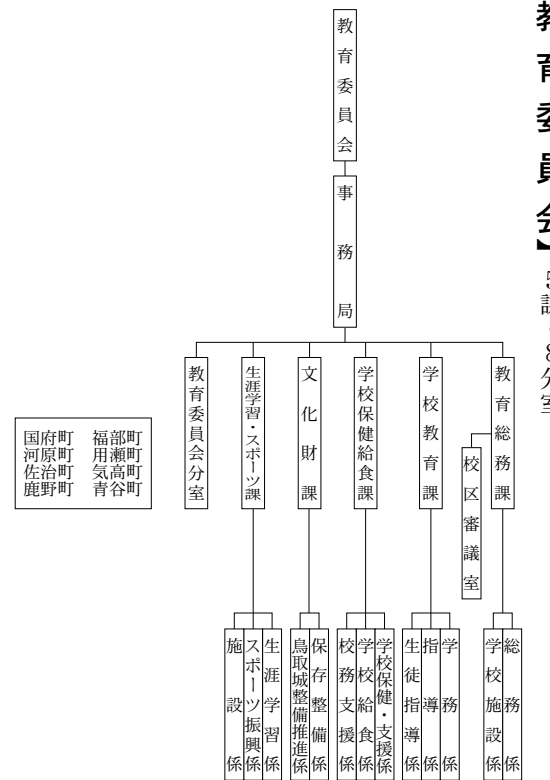 教育委員会】
5課・8分室
教育委員会
事務局
教育総務課
校区審議室
学校教育課
学校保健給食課
文化財課
生涯学習・スポーツ課
教育委員会分室
国府町 福部町
河原町 用瀬町
佐治町 気高町
鹿野町 青谷町
総務係
学校施設係
学務係
指導係
生徒指導係
学校保健・支援係
学校給食係
校務支援係
保存整備係
鳥取城整備推進係
生涯学習係
スポーツ振興係
施設係